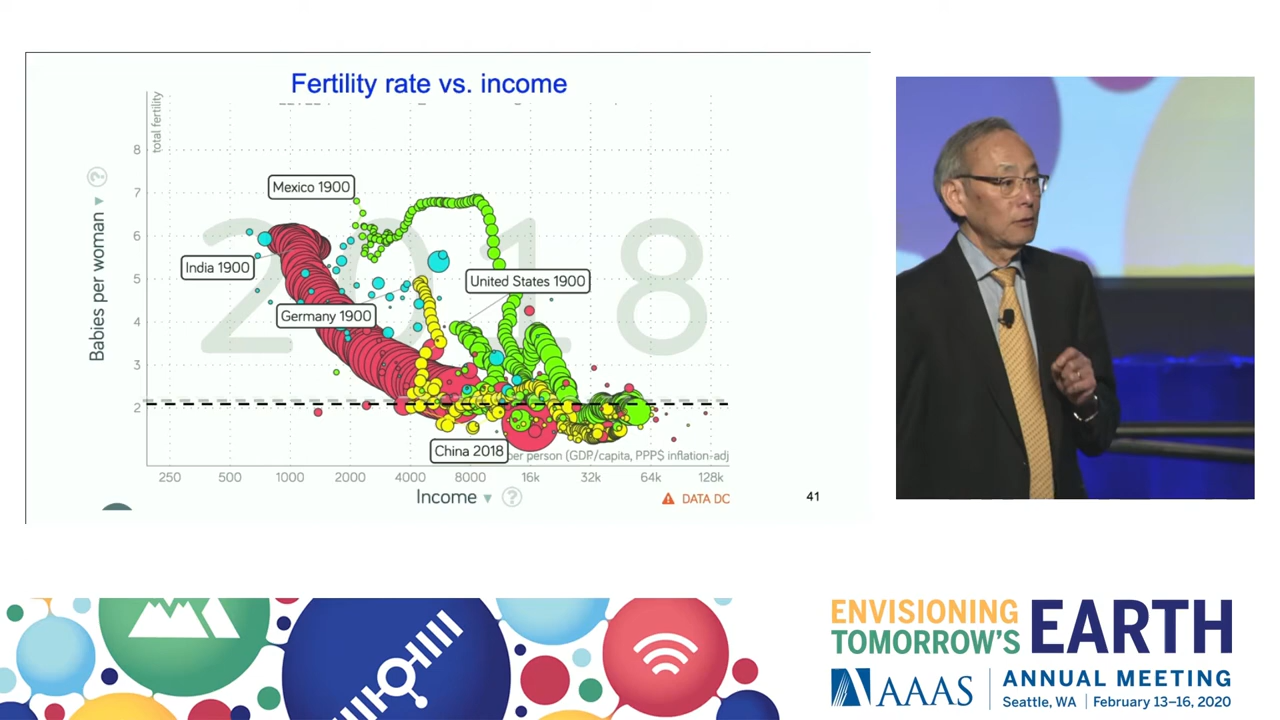 Fertility rate vs. income
total fertility
8
7
6
5
4
3
2
Babies per woman ?
2018
Mexico 1900
India 1900
Germany 1900
United States 1900
China 2018
per person (GDP/capita, PPP$ inflation-adj
250 500 1000 2000 4000 8000 16k 32k 64k 128k
Income ?
DATA DC
41
ENVISIONING
TOMORROW'S
EARTH
AAAS
ANNUAL MEETING
Seattle, WA | February 13–16, 2020